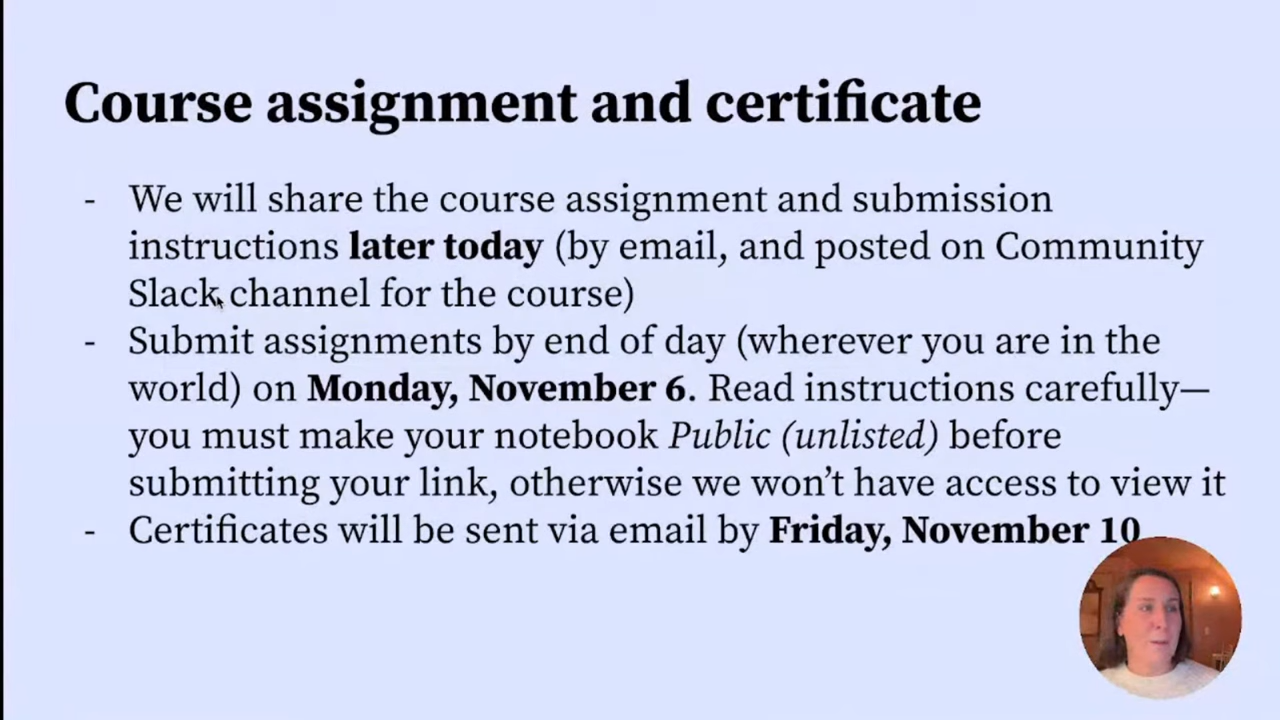 Course assignment and certificate
- We will share the course assignment and submission
instructions later today (by email, and posted on Community
Slack channel for the course)
- Submit assignments by end of day (wherever you are in the
world) on Monday, November 6. Read instructions carefully—
you must make your notebook Public (unlisted) before
submitting your link, otherwise we won’t have access to view it
- Certificates will be sent via email by Friday, November 10